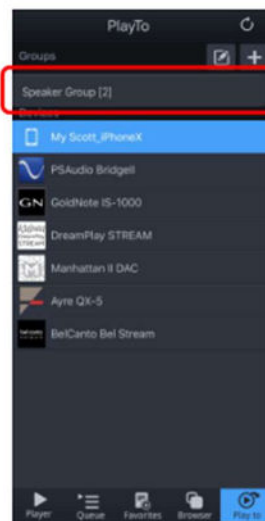 PlayTo
Groups
Speaker Group [2]
Devices
My Scott_iPhoneX
PSAudio BridgeII
GN GoldNote IS-1000
DreamPlay STREAM
Manhattan II DAC
Ayre QX-5
BelCanto Bel Stream
Player Queue Favorites Browser Play to